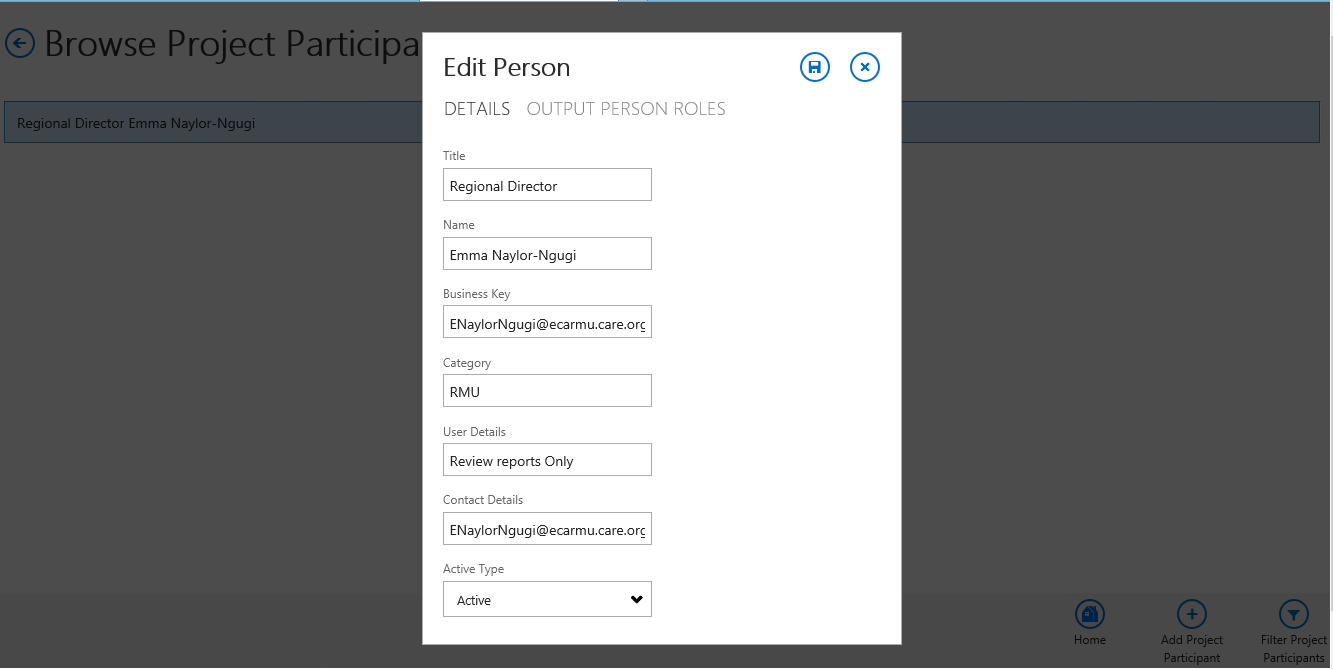 Browse Project Participa
Regional Director Emma Naylor-Ngugi
Edit Person
DETAILS OUTPUT PERSON ROLES
Title
Regional Director
Name
Emma Naylor-Ngugi
Business Key
ENaylorNgugi@ecarmu.care.org
Category
RMU
User Details
Review reports Only
Contact Details
ENaylorNgugi@ecarmu.care.org
Active Type
Active
Home
Add Project
Participant
Filter Project
Participants